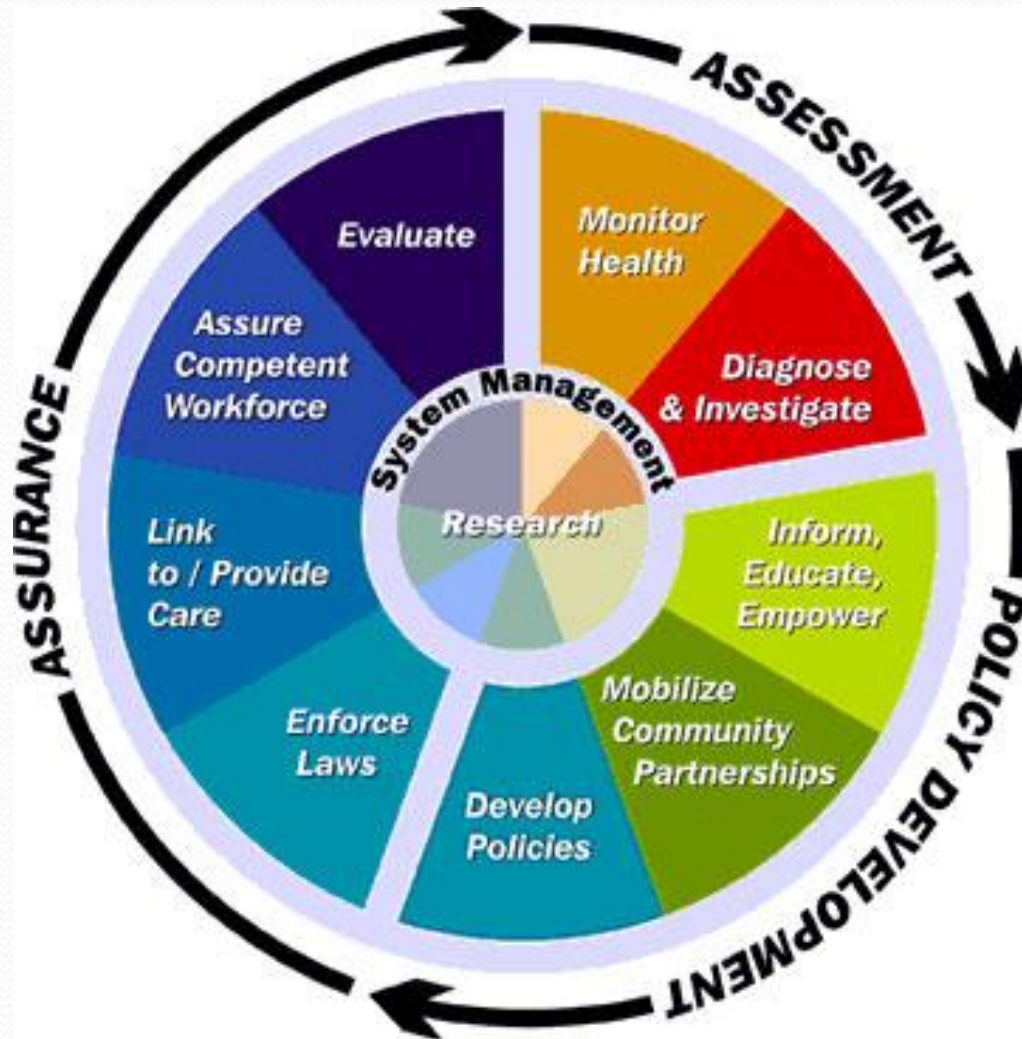 ASSESSMENT
POLICY DEVELOPMENT
ASSURANCE
Monitor
Health
Diagnose
& Investigate
Inform,
Educate,
Empower
Mobilize
Community
Partnerships
Develop
Policies
Enforce
Laws
Link
to / Provide
Care
Assure
Competent
Workforce
Evaluate
System Management
Research